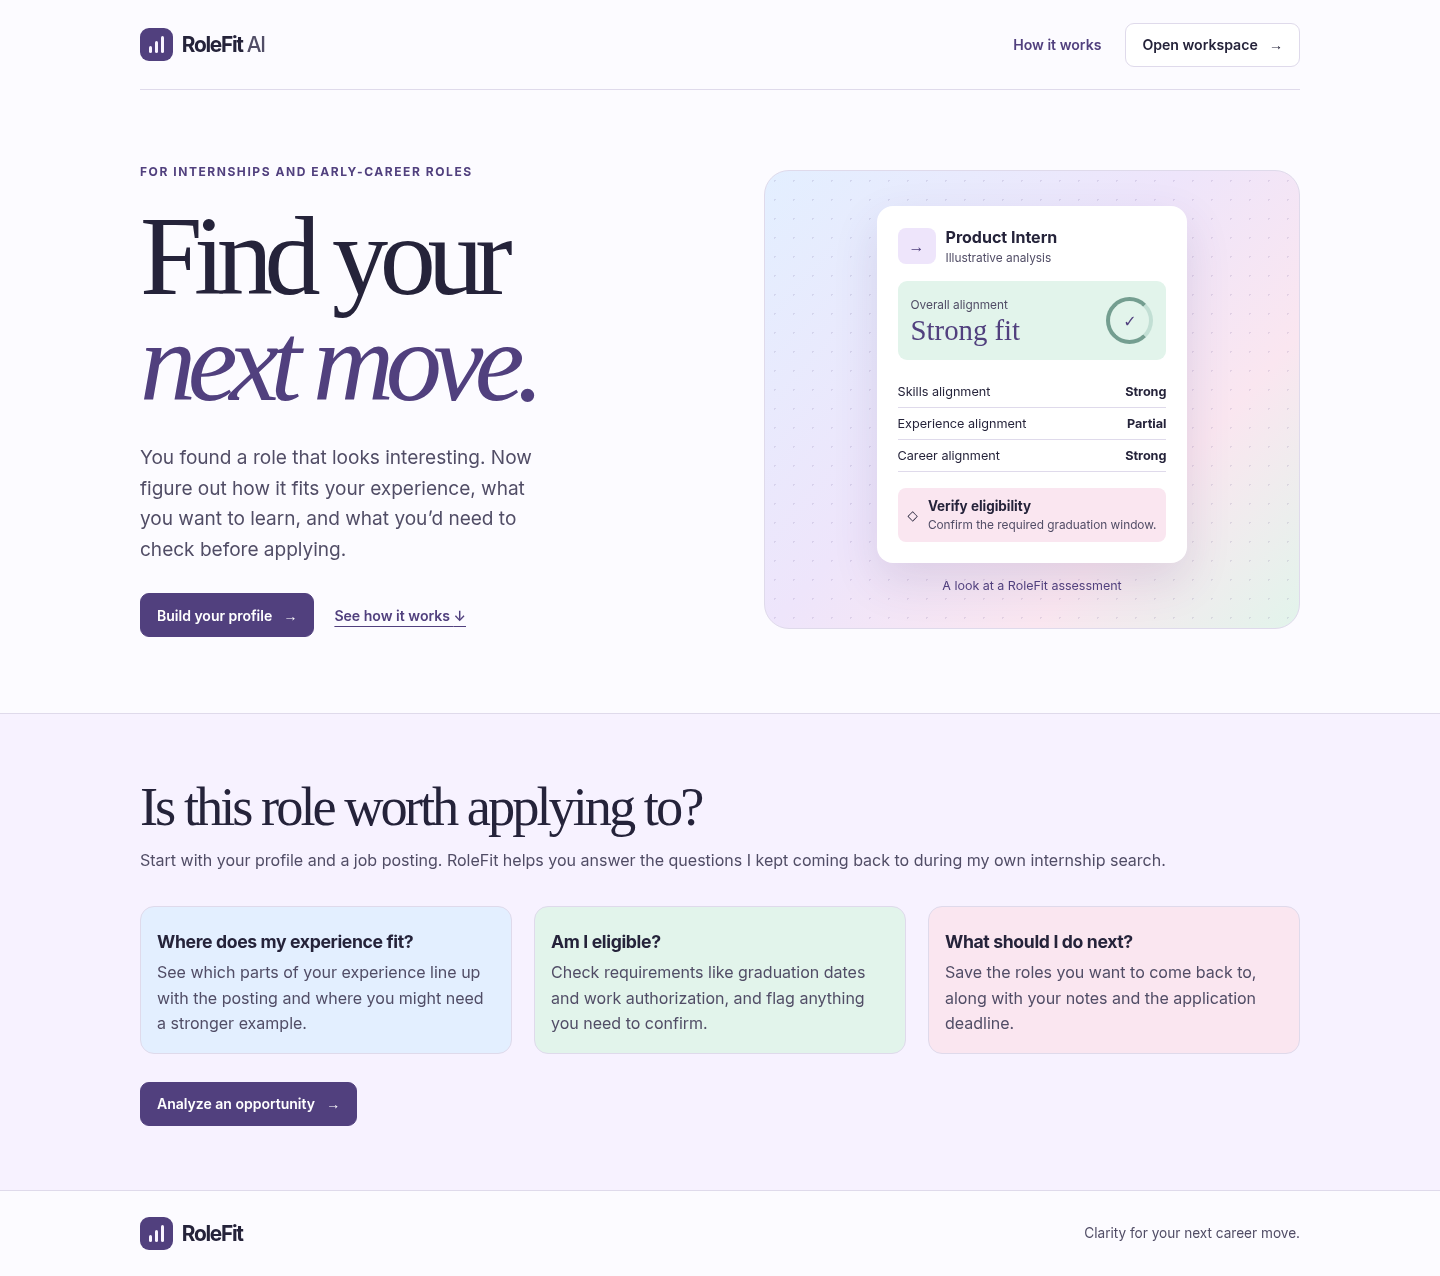 RoleFit AI
How it works
Open workspace →
FOR INTERNSHIPS AND EARLY-CAREER ROLES
Find your
next move.
You found a role that looks interesting. Now
figure out how it fits your experience, what
you want to learn, and what you’d need to
check before applying.
Build your profile →
See how it works ↓
→
Product Intern
Illustrative analysis
Overall alignment
Strong fit
✓
Skills alignment Strong
Experience alignment Partial
Career alignment Strong
◇
Verify eligibility
Confirm the required graduation window.
A look at a RoleFit assessment
Is this role worth applying to?
Start with your profile and a job posting. RoleFit helps you answer the questions I kept coming back to during my own internship search.
Where does my experience fit?
See which parts of your experience line up
with the posting and where you might need
a stronger example.
Am I eligible?
Check requirements like graduation dates
and work authorization, and flag anything
you need to confirm.
What should I do next?
Save the roles you want to come back to,
along with your notes and the application
deadline.
Analyze an opportunity →
RoleFit
Clarity for your next career move.